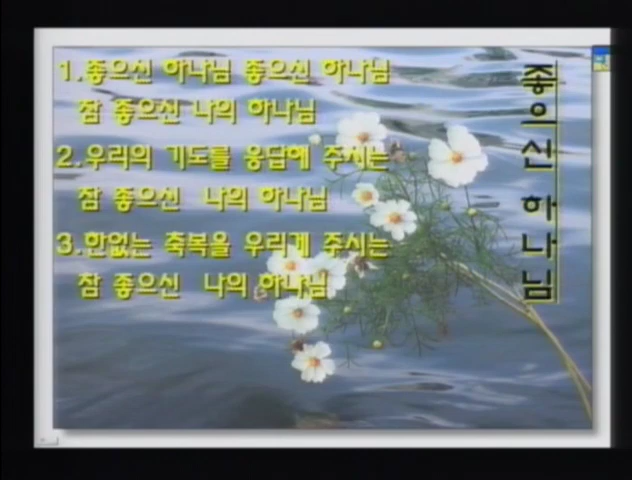 좋으신 하나님
1.좋으신 하나님 좋으신 하나님
참 좋으신 나의 하나님
2.우리의 기도를 응답해 주시는
참 좋으신 나의 하나님
3.한없는 축복을 우리게 주시는
참 좋으신 나의 하나님